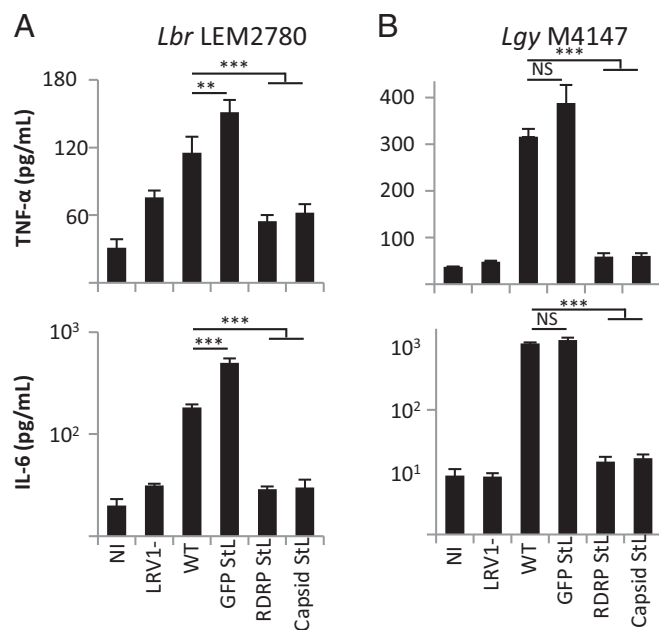 A
Lbr LEM2780
B
Lgy M4147
TNF-α (pg/mL)
180
120
60
***
**
400
300
200
100
***
NS
IL-6 (pg/mL)
10³
10²
***
***
10³
10²
10¹
***
NS
NI
LRV1-
WT
GFP StL
RDRP StL
Capsid StL
NI
LRV1-
WT
GFP StL
RDRP StL
Capsid StL